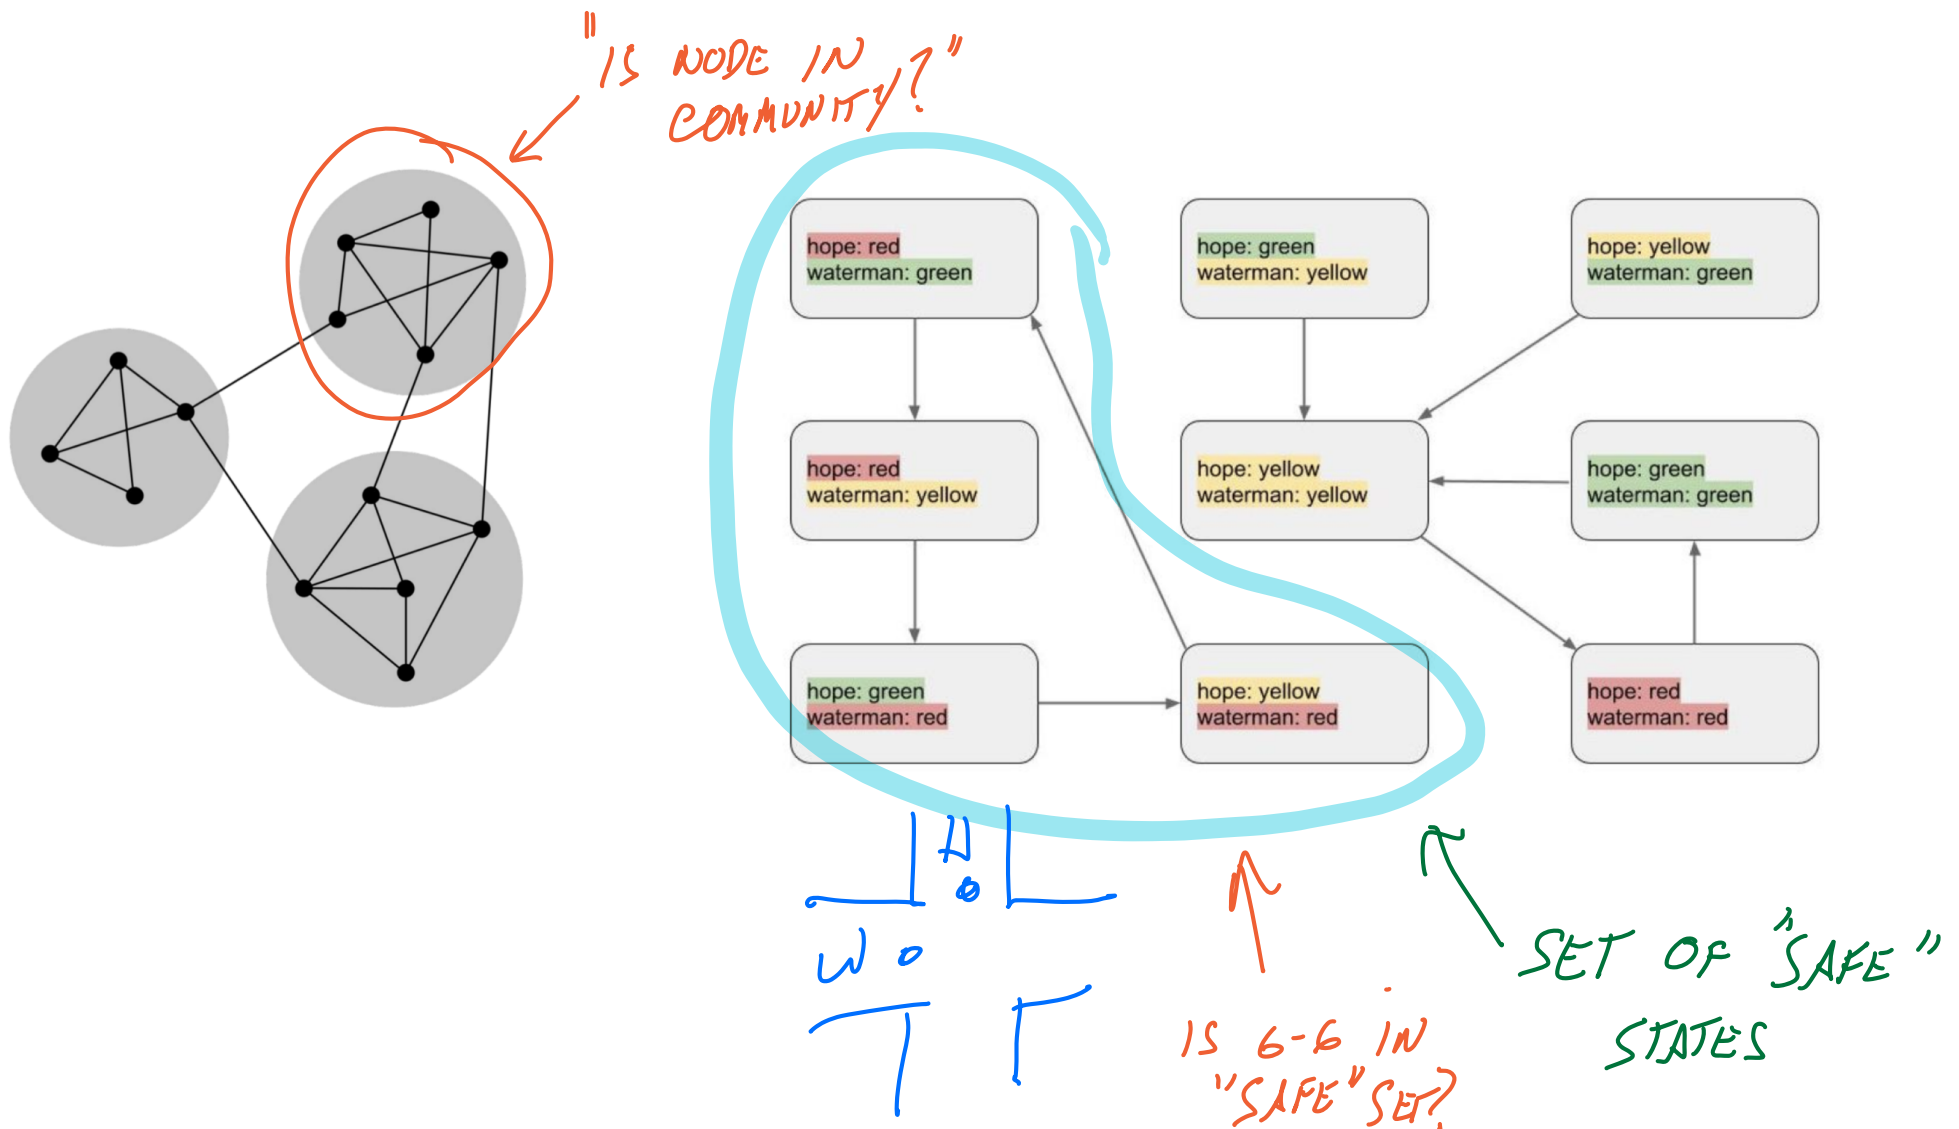 "IS NODE IN
COMMUNITY?"
hope: red
waterman: green
hope: green
waterman: yellow
hope: yellow
waterman: green
hope: red
waterman: yellow
hope: yellow
waterman: yellow
hope: green
waterman: green
hope: green
waterman: red
hope: yellow
waterman: red
hope: red
waterman: red
H
W
SET OF "SAFE"
STATES
IS G-G IN
"SAFE" SET?